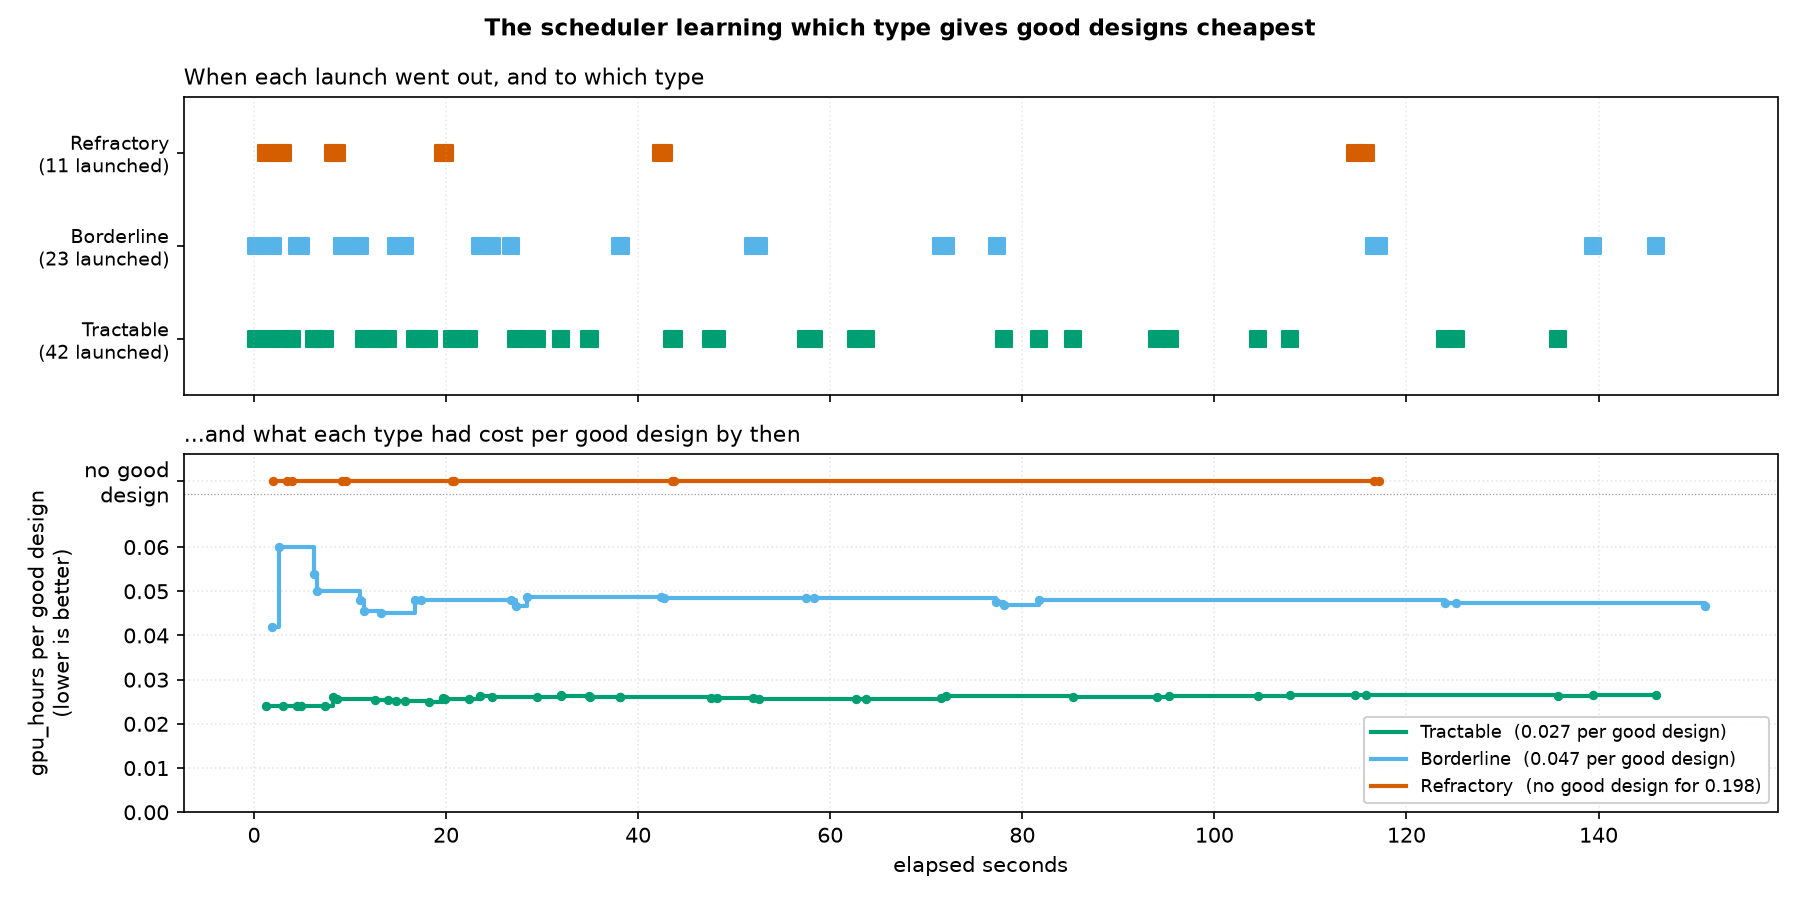 The scheduler learning which type gives good designs cheapest
When each launch went out, and to which type
Refractory
(11 launched)
Borderline
(23 launched)
Tractable
(42 launched)
...and what each type had cost per good design by then
no good
design
0.06
0.05
0.04
0.03
0.02
0.01
0.00
gpu_hours per good design
(lower is better)
Tractable (0.027 per good design)
Borderline (0.047 per good design)
Refractory (no good design for 0.198)
0
20
40
60
80
100
120
140
elapsed seconds